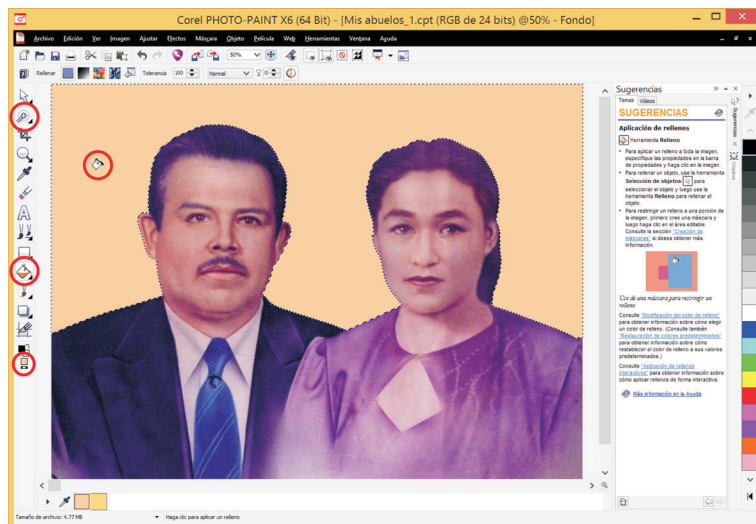 Corel PHOTO-PAINT X6 (64 Bit) - [Mis abuelos_1.cpt (RGB de 24 bits) @50% - Fondo]
Archivo Edición Ver Imagen Ajustar Efectos Máscara Objeto Película Web Herramientas Ventana Ayuda
50%
Rellenar Tolerancia 100 Normal 0
Sugerencias
Temas Vídeos
SUGERENCIAS
Aplicación de rellenos
Herramienta Relleno
• Para aplicar un relleno a toda la imagen,
especifique las propiedades en la barra
de propiedades y haga clic en la imagen.
• Para rellenar un objeto, use la herramienta
Selección de objetos para
seleccionar el objeto y luego use la
herramienta Relleno para rellenar el
objeto.
• Para restringir un relleno a una porción de
la imagen, primero cree una máscara y
luego haga clic en el área editable.
Consulte la sección "Creación de
máscaras" si desea obtener más
información.
Uso de una máscara para restringir un
relleno
Consulte "Modificación del color de relleno"
para obtener información sobre cómo elegir
un color de relleno. (Consulte también
"Restauración de colores predeterminados"
para obtener información sobre cómo
restablecer el color de relleno a sus valores
predeterminados.)
Consulte "Aplicación de rellenos
interactivos" para obtener información sobre
cómo aplicar rellenos de forma interactiva.
Más información en la Ayuda
Sugerencias
Objetos
Tamaño de archivo: 4.77 MB Haga clic para aplicar un relleno